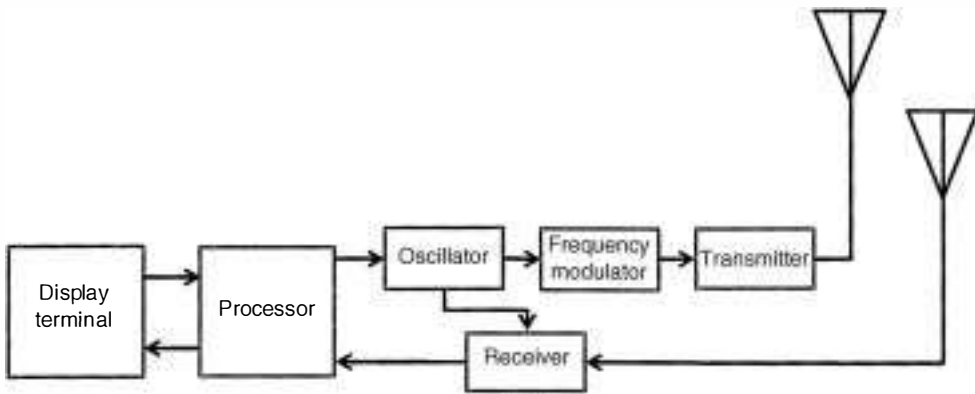 Display
terminal
Processor
Oscillator
Frequency
modulator
Transmitter
Receiver